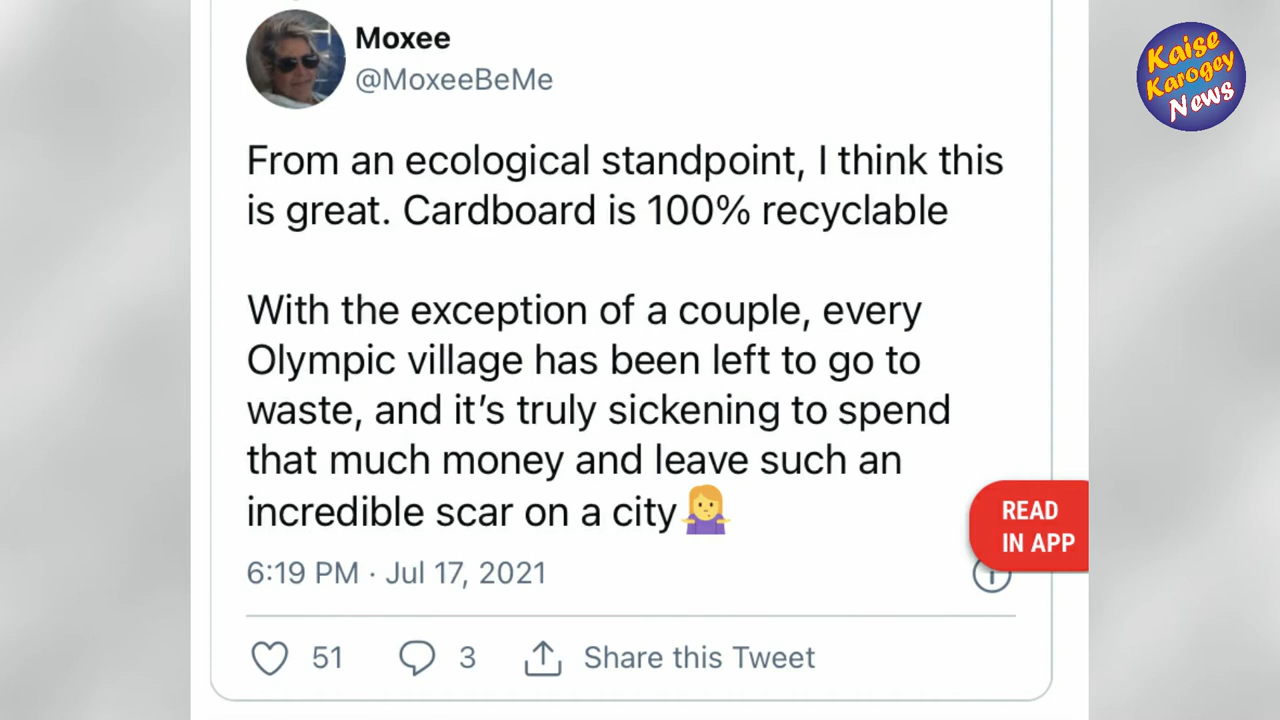 Moxee
@MoxeeBeMe
Kaise
Karogey
News
From an ecological standpoint, I think this
is great. Cardboard is 100% recyclable
With the exception of a couple, every
Olympic village has been left to go to
waste, and it’s truly sickening to spend
that much money and leave such an
incredible scar on a city🤷‍♀️
READ
IN APP
6:19 PM · Jul 17, 2021
51
3
Share this Tweet